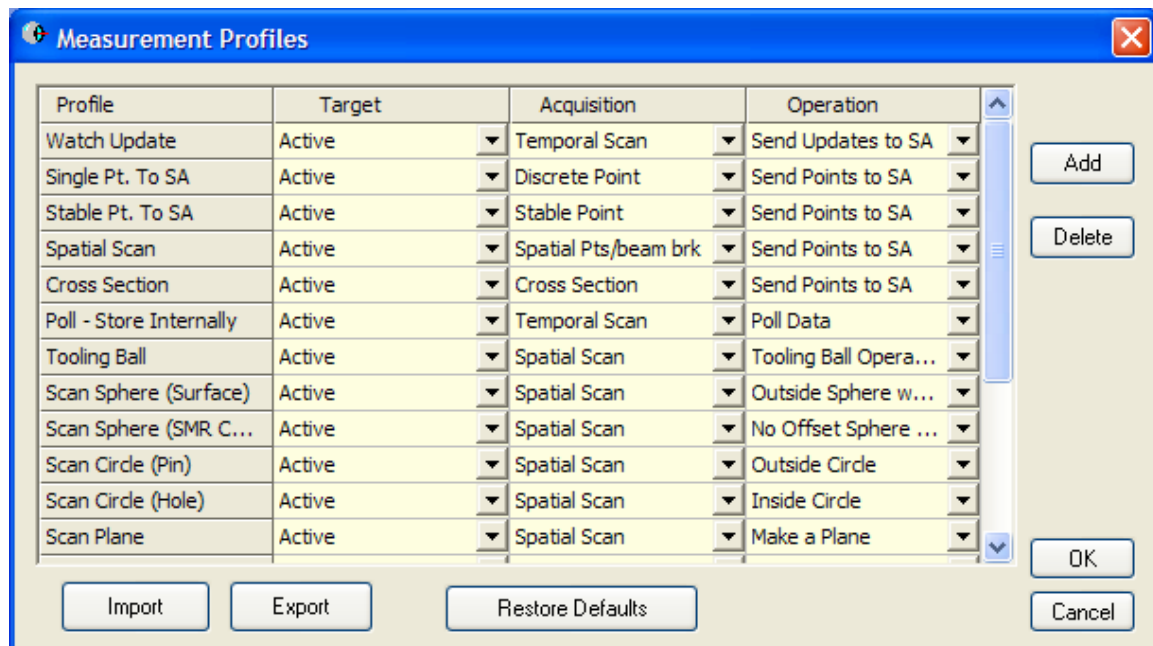 Measurement Profiles
Profile Target Acquisition Operation
Watch Update Active Temporal Scan Send Updates to SA
Single Pt. To SA Active Discrete Point Send Points to SA
Stable Pt. To SA Active Stable Point Send Points to SA
Spatial Scan Active Spatial Pts/beam brk Send Points to SA
Cross Section Active Cross Section Send Points to SA
Poll - Store Internally Active Temporal Scan Poll Data
Tooling Ball Active Spatial Scan Tooling Ball Opera...
Scan Sphere (Surface) Active Spatial Scan Outside Sphere w...
Scan Sphere (SMR C... Active Spatial Scan No Offset Sphere ...
Scan Circle (Pin) Active Spatial Scan Outside Circle
Scan Circle (Hole) Active Spatial Scan Inside Circle
Scan Plane Active Spatial Scan Make a Plane
Add
Delete
OK
Cancel
Import Export Restore Defaults